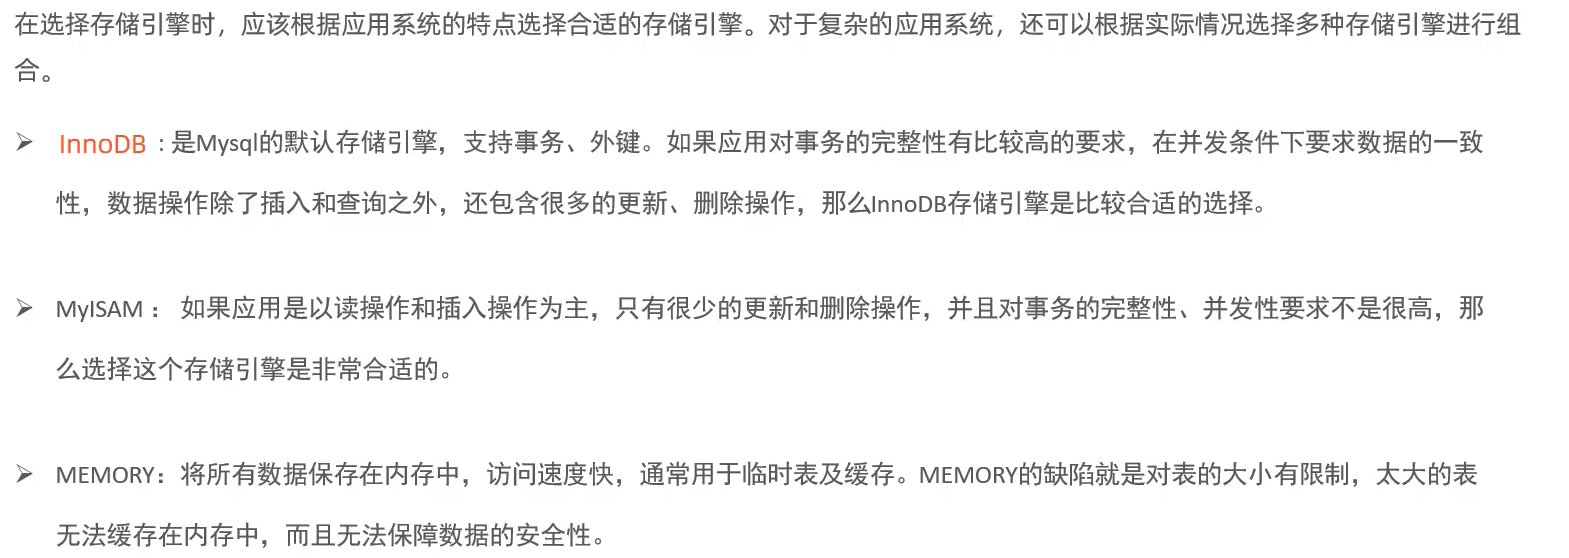 在选择存储引擎时，应该根据应用系统的特点选择合适的存储引擎。对于复杂的应用系统，还可以根据实际情况选择多种存储引擎进行组
合。
➢ InnoDB : 是Mysql的默认存储引擎，支持事务、外键。如果应用对事务的完整性有比较高的要求，在并发条件下要求数据的一致
性，数据操作除了插入和查询之外，还包含很多的更新、删除操作，那么InnoDB存储引擎是比较合适的选择。
➢ MyISAM ： 如果应用是以读操作和插入操作为主，只有很少的更新和删除操作，并且对事务的完整性、并发性要求不是很高，那
么选择这个存储引擎是非常合适的。
➢ MEMORY：将所有数据保存在内存中，访问速度快，通常用于临时表及缓存。MEMORY的缺陷就是对表的大小有限制，太大的表
无法缓存在内存中，而且无法保障数据的安全性。